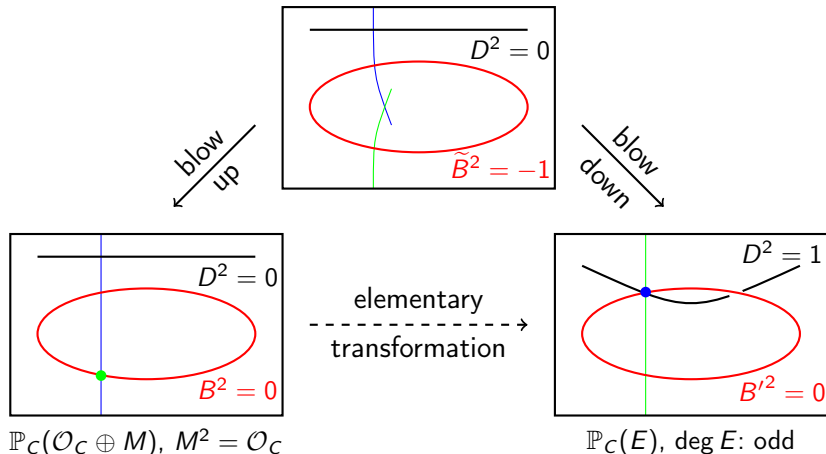 D² = 0
B̃² = −1
blow
up
blow
down
D² = 0
B² = 0
elementary
transformation
D² = 1
B′² = 0
ℙ_C(𝒪_C ⊕ M), M² = 𝒪_C
ℙ_C(E), deg E: odd